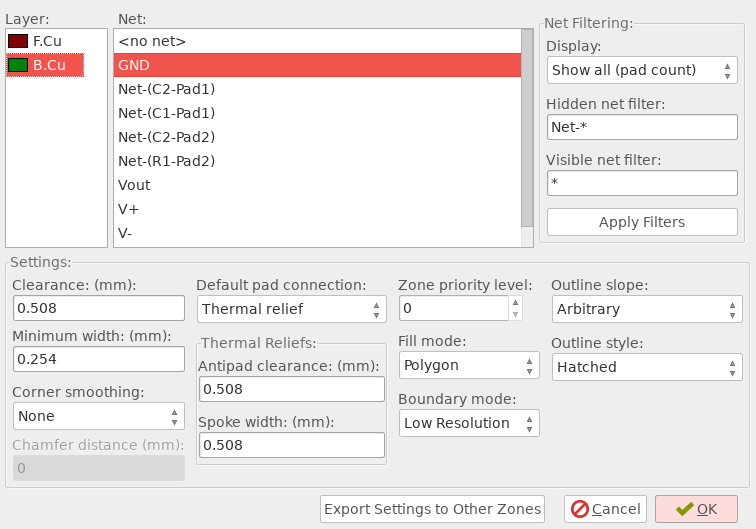 Layer:
F.Cu
B.Cu
Net:
<no net>
GND
Net-(C2-Pad1)
Net-(C1-Pad1)
Net-(C2-Pad2)
Net-(R1-Pad2)
Vout
V+
V-
Net Filtering:
Display:
Show all (pad count)
Hidden net filter:
Net-*
Visible net filter:
*
Apply Filters
Settings:
Clearance: (mm):
0.508
Minimum width: (mm):
0.254
Corner smoothing:
None
Chamfer distance (mm):
0
Default pad connection:
Thermal relief
Thermal Reliefs:
Antipad clearance: (mm):
0.508
Spoke width: (mm):
0.508
Zone priority level:
0
Fill mode:
Polygon
Boundary mode:
Low Resolution
Outline slope:
Arbitrary
Outline style:
Hatched
Export Settings to Other Zones
Cancel
OK